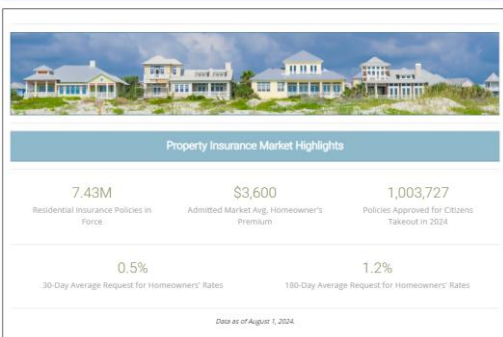 Property Insurance Market Highlights
7.43M
Residential Insurance Policies in
Force
$3,600
Admitted Market Avg. Homeowner's
Premium
1,003,727
Policies Approved for Citizens
Takeout in 2024
0.5%
30-Day Average Request for Homeowners' Rates
1.2%
180-Day Average Request for Homeowners' Rates
Data as of August 1, 2024.